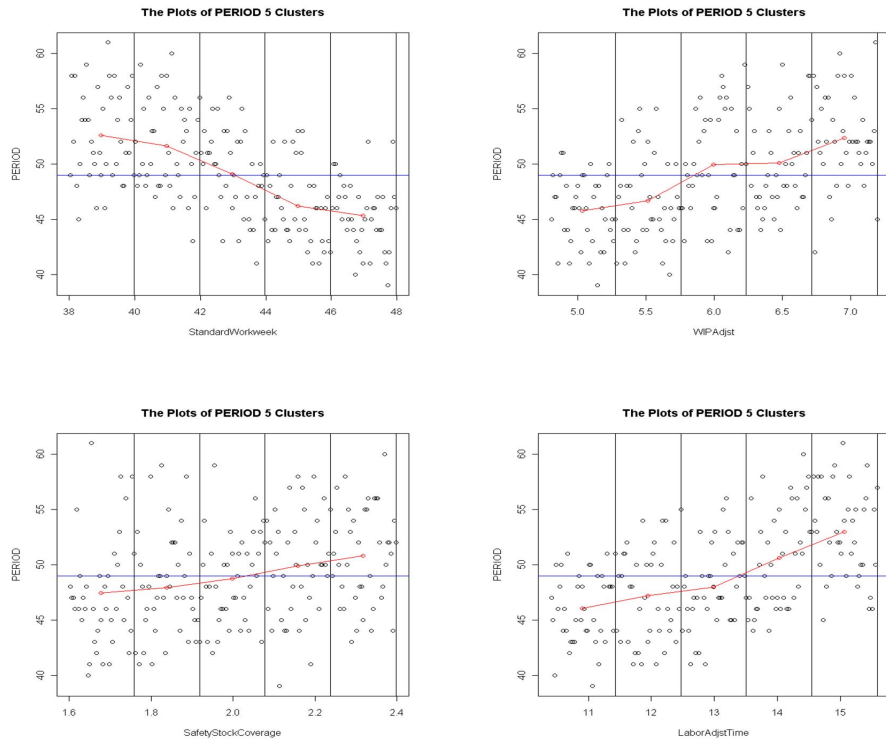 The Plots of PERIOD 5 Clusters
PERIOD
60
55
50
45
40
38 40 42 44 46 48
StandardWorkweek
The Plots of PERIOD 5 Clusters
PERIOD
60
55
50
45
40
5.0 5.5 6.0 6.5 7.0
WIPAdjst
The Plots of PERIOD 5 Clusters
PERIOD
60
55
50
45
40
1.6 1.8 2.0 2.2 2.4
SafetyStockCoverage
The Plots of PERIOD 5 Clusters
PERIOD
60
55
50
45
40
11 12 13 14 15
LaborAdjstTime